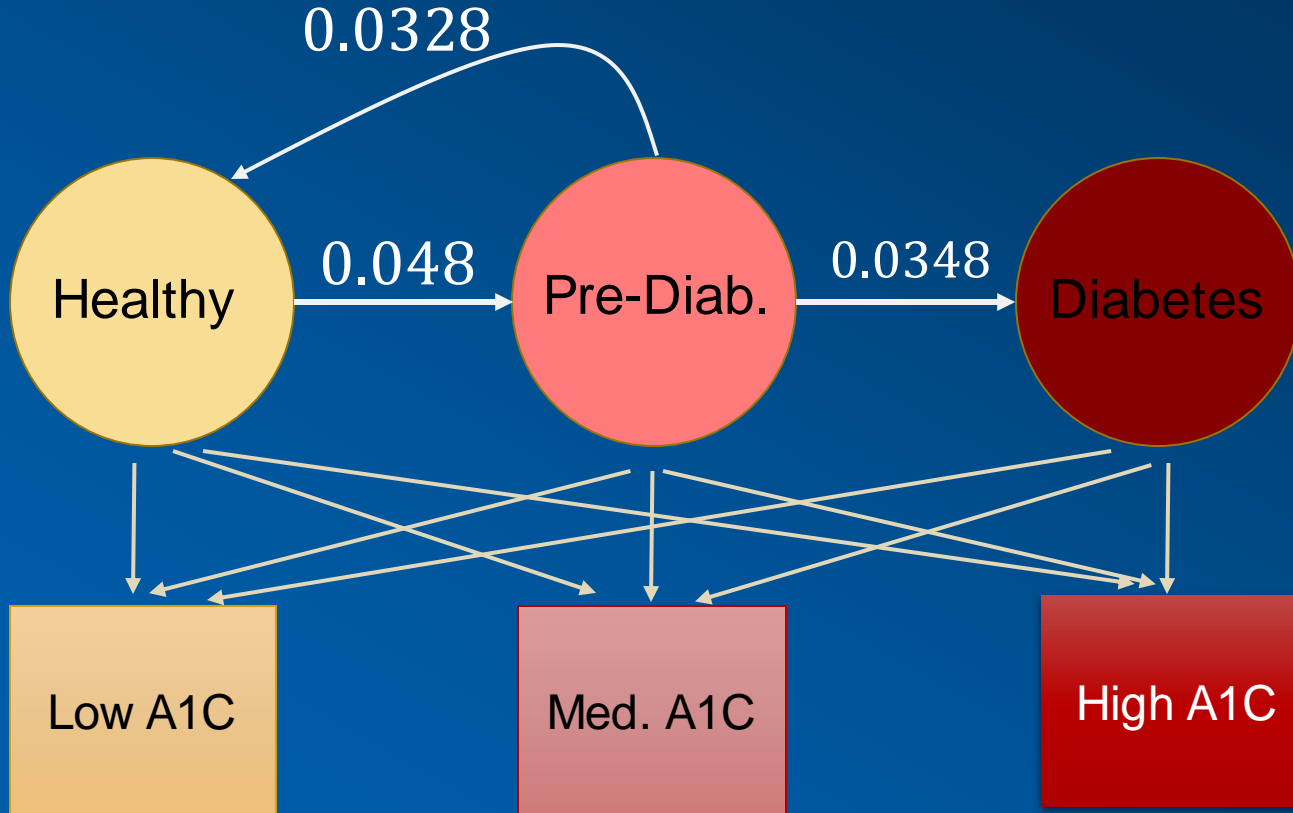 0.0328
Healthy
0.048
Pre-Diab.
0.0348
Diabetes
Low A1C
Med. A1C
High A1C